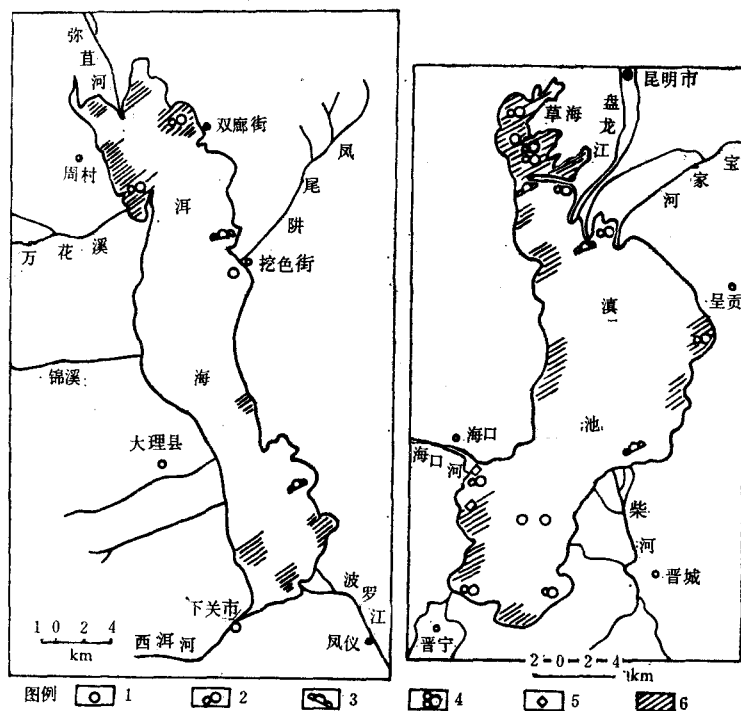 弥苴河
双廊街
周村
洱海
凤尾阱
万花溪
挖色街
锦溪
大理县
下关市
波罗江
西洱河
凤仪
1 0 2 4
km
昆明市
草海
盘龙江
宝
家
河
呈贡
滇池
海口
海口河
柴河
晋城
晋宁
2 0 2 4
km
图例 1 2 3 4 5 6